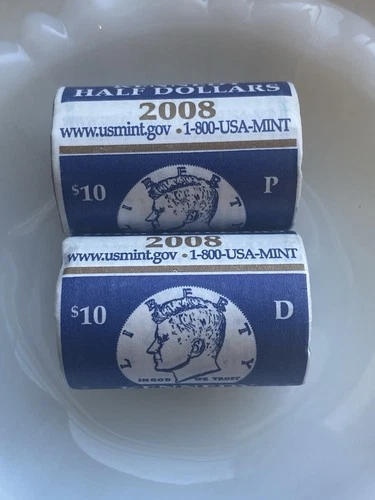 HALF DOLLARS
2008
www.usmint.gov • 1-800-USA-MINT
$10 LIBERTY P
2008
www.usmint.gov • 1-800-USA-MINT
$10 LIBERTY D
IN GOD WE TRUST